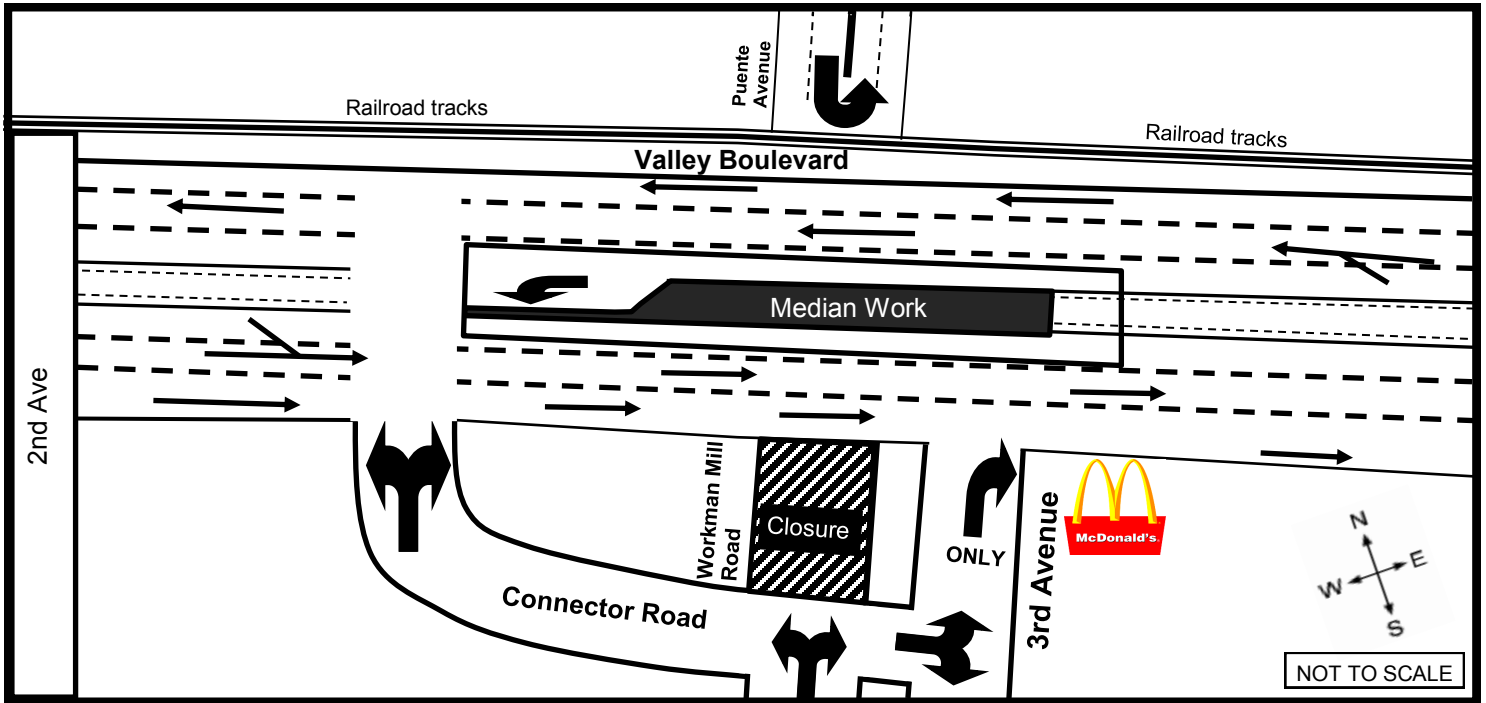 Puente
Avenue
Railroad tracks
Railroad tracks
Valley Boulevard
Median Work
2nd Ave
Workman Mill
Road
Closure
ONLY
3rd Avenue
McDonald's.
Connector Road
N
W
E
S
NOT TO SCALE